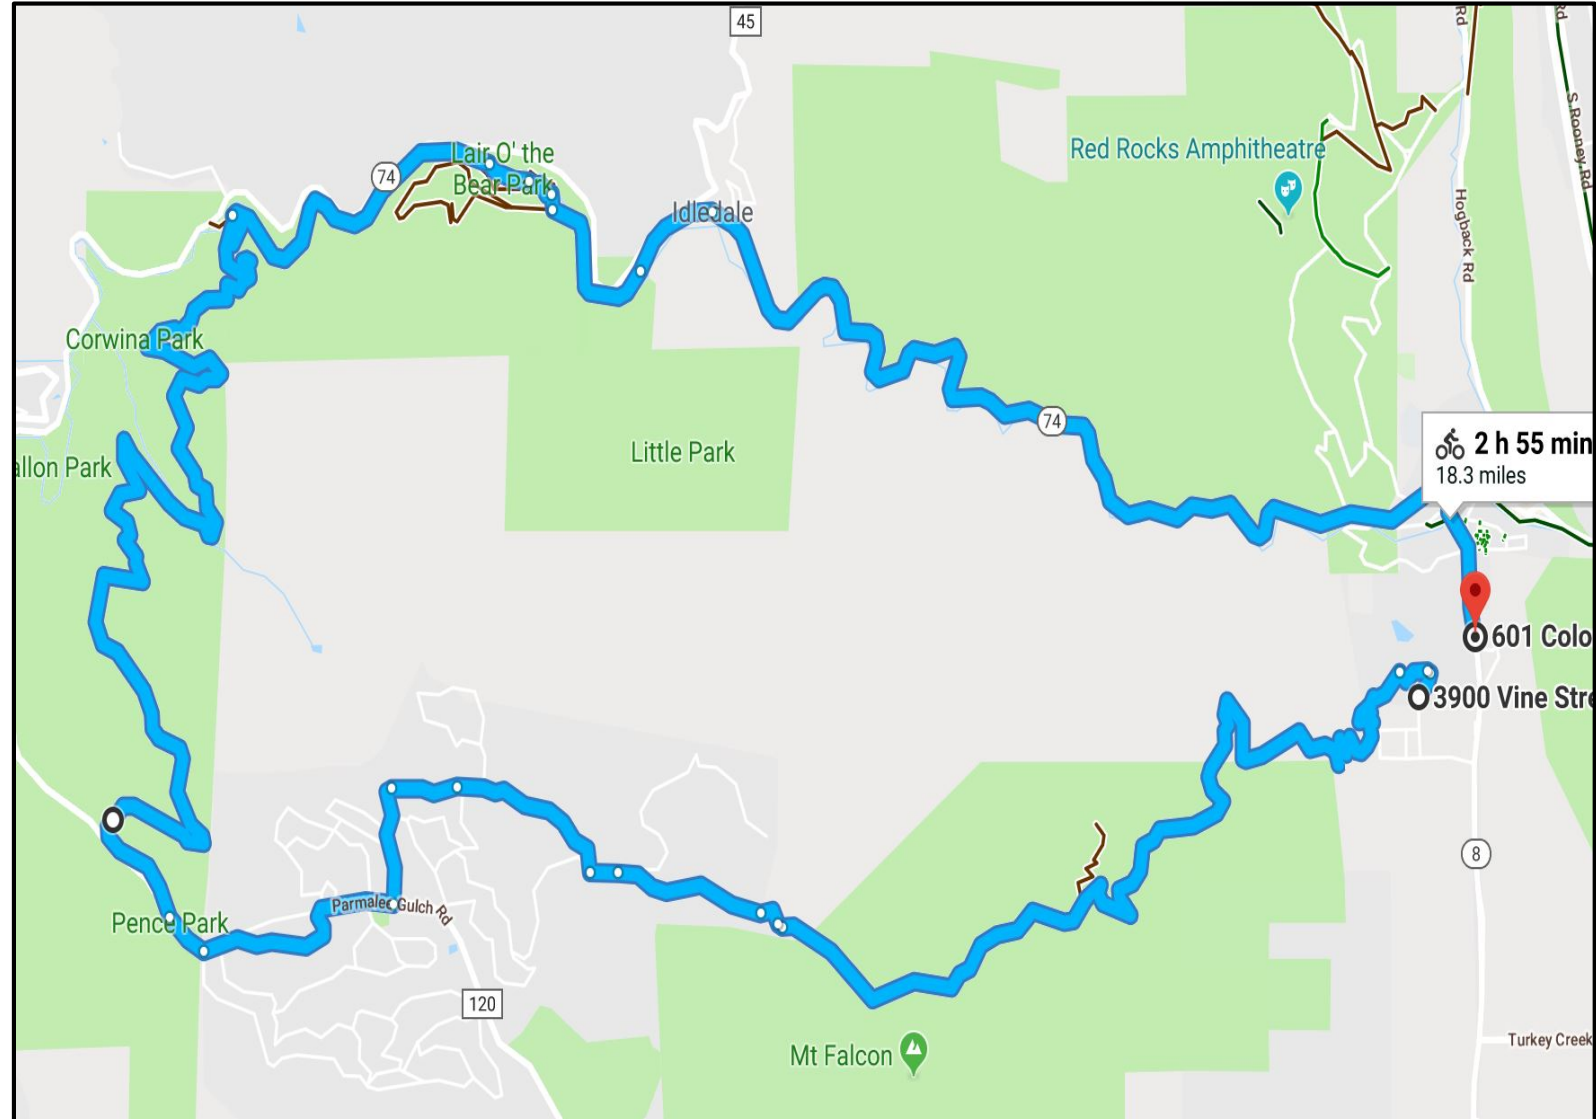 45
Rd
Rd
S Rooney Rd
Lair O' the
Bear Park
Red Rocks Amphitheatre
74
Idledale
Hogback Rd
Corwina Park
74
2 h 55 min
18.3 miles
Little Park
allon Park
601 Colo
3900 Vine Stre
8
Parmalee Gulch Rd
Pence Park
120
Mt Falcon
Turkey Creek